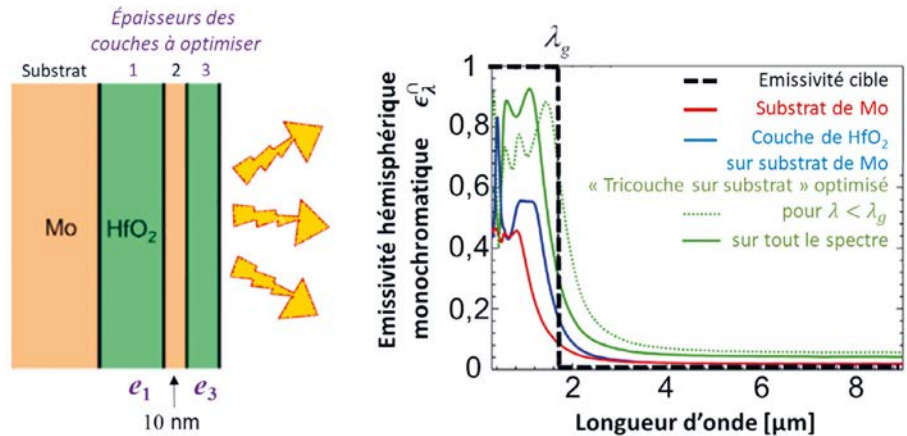 Épaisseurs des
couches à optimiser
Substrat 1 2 3
Mo HfO₂
e₁ e₃
10 nm
λg
Emissivité hémisphérique
monochromatique ϵ∩λ
1
0,8
0,6
0,4
0,2
0
2 4 6 8
Longueur d'onde [µm]
Emissivité cible
Substrat de Mo
Couche de HfO₂
sur substrat de Mo
« Tricouche sur substrat » optimisé
pour λ < λg
sur tout le spectre